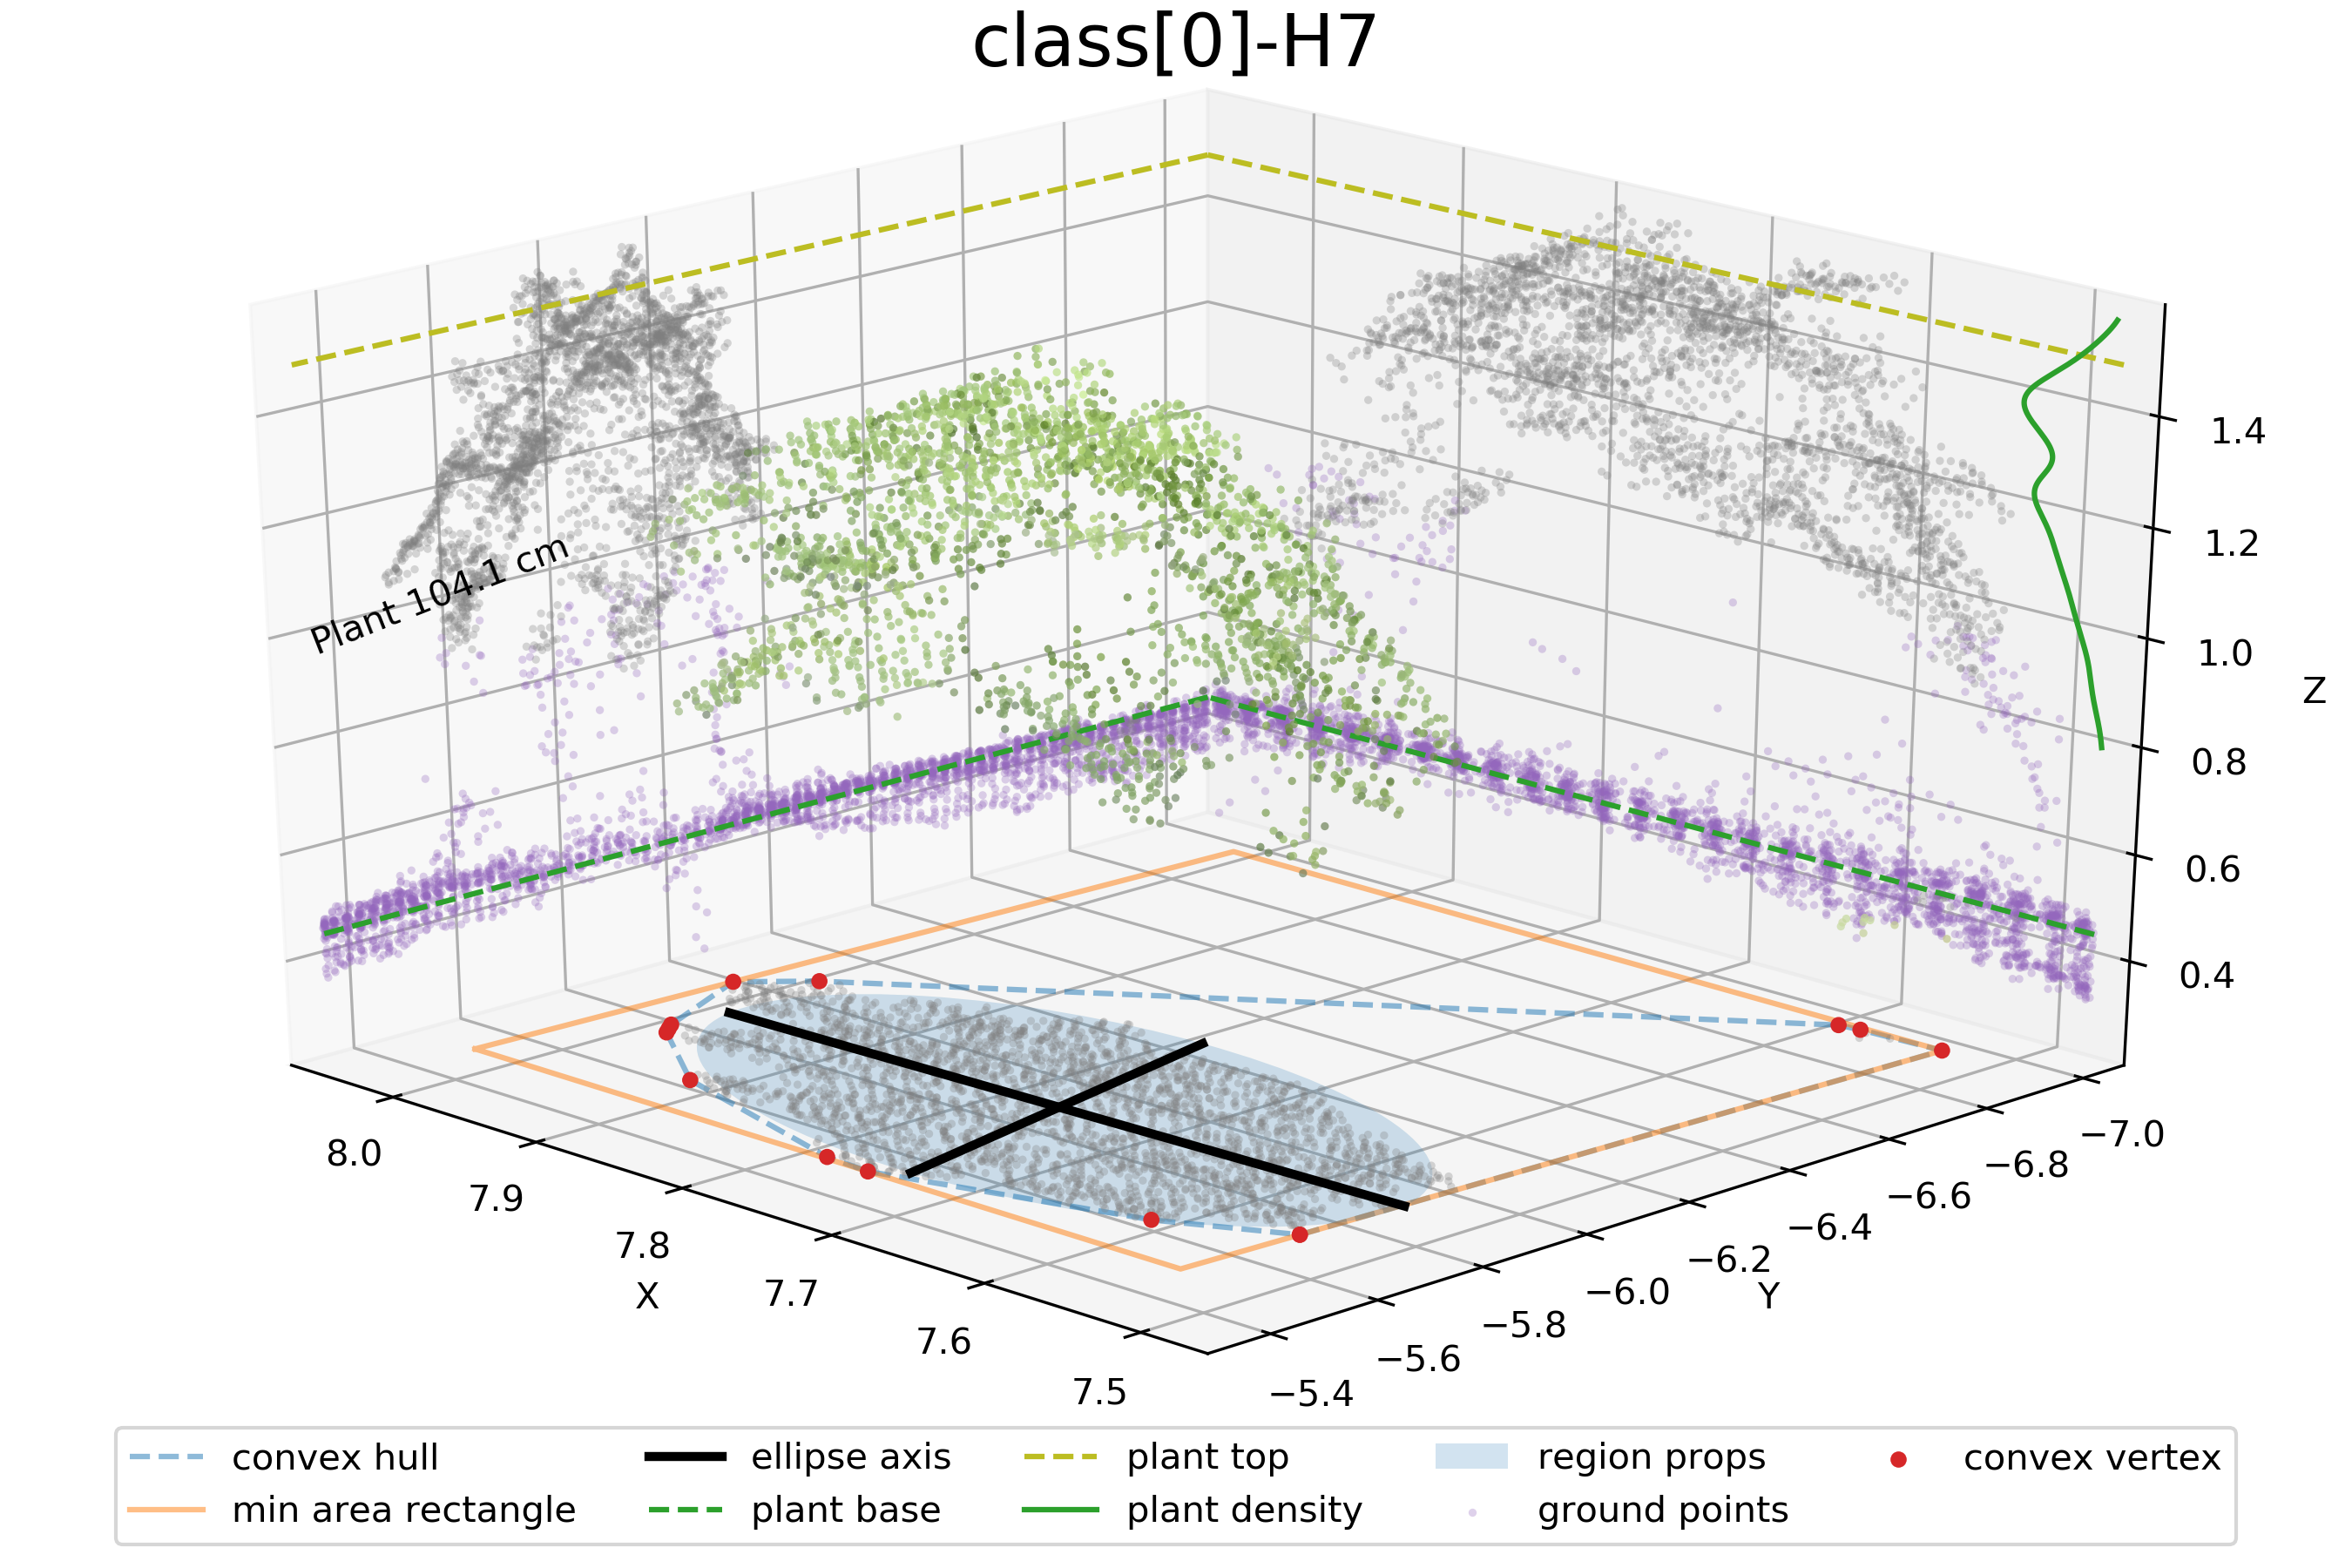 class[0]-H7
Plant 104.1 cm
1.4
1.2
1.0
0.8
0.6
0.4
Z
8.0
7.9
7.8
7.7
7.6
7.5
X
−7.0
−6.8
−6.6
−6.4
−6.2
−6.0
−5.8
−5.6
−5.4
Y
convex hull
min area rectangle
ellipse axis
plant base
plant top
plant density
region props
ground points
convex vertex